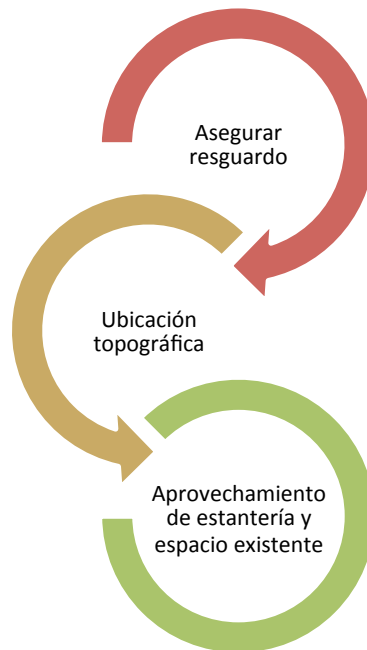 Asegurar
resguardo
Ubicación
topográfica
Aprovechamiento
de estantería y
espacio existente